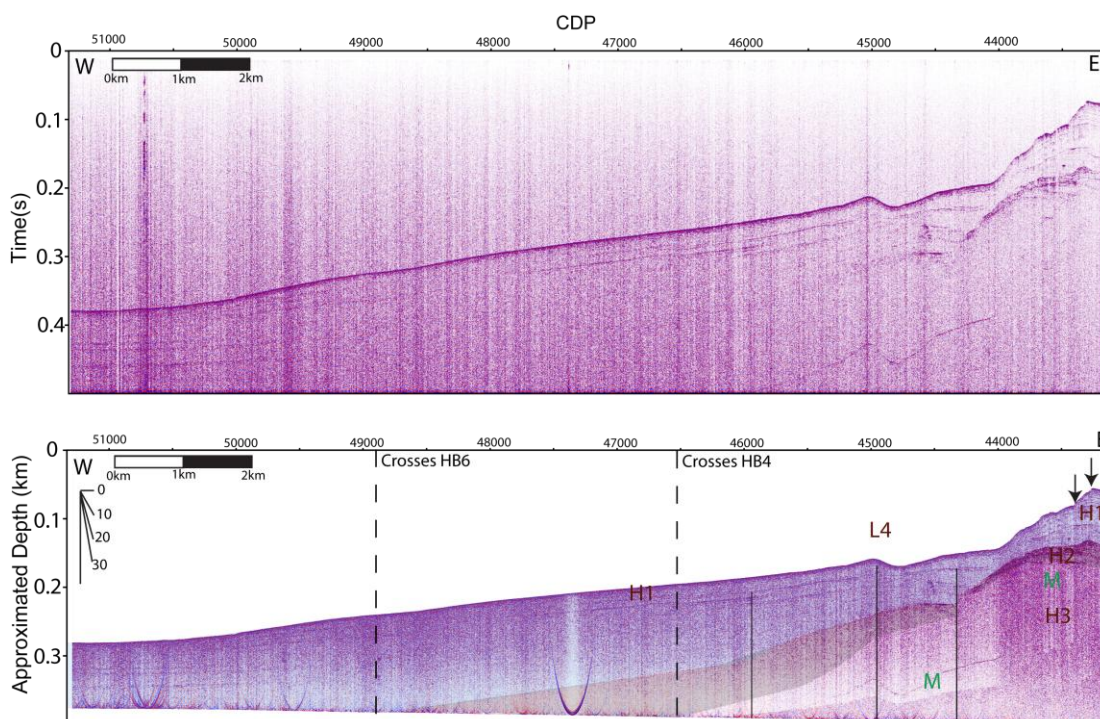 CDP
51000 50000 49000 48000 47000 46000 45000 44000
0
W E
0km 1km 2km
0.1
0.2
0.3
0.4
Time(s)
51000 50000 49000 48000 47000 46000 45000 44000
0
W Crosses HB6 Crosses HB4
0km 1km 2km
0
10
20
30
0.1
H1
L4
H2
M
0.2
H1
H3
0.3
M
Approximated Depth (km)